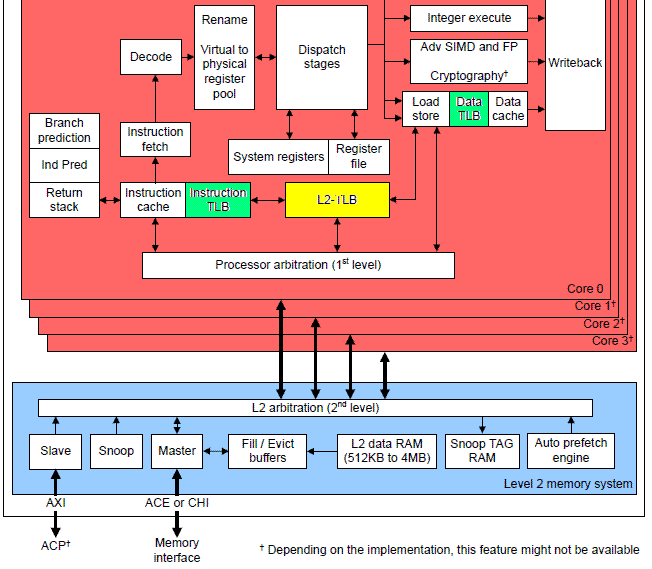 Rename
Virtual to
physical
register
pool
Dispatch
stages
Integer execute
Adv SIMD and FP
Cryptography†
Writeback
Decode
Load
store
Data
TLB
Data
cache
Branch
prediction
Ind Pred
Return
stack
Instruction
fetch
System registers
Register
file
Instruction
cache
Instruction
TLB
L2-TLB
Processor arbitration (1st level)
Core 0
Core 1†
Core 2†
Core 3†
L2 arbitration (2nd level)
Slave
Snoop
Master
Fill / Evict
buffers
L2 data RAM
(512KB to 4MB)
Snoop TAG
RAM
Auto prefetch
engine
Level 2 memory system
AXI
ACE or CHI
ACP†
Memory
interface
† Depending on the implementation, this feature might not be available